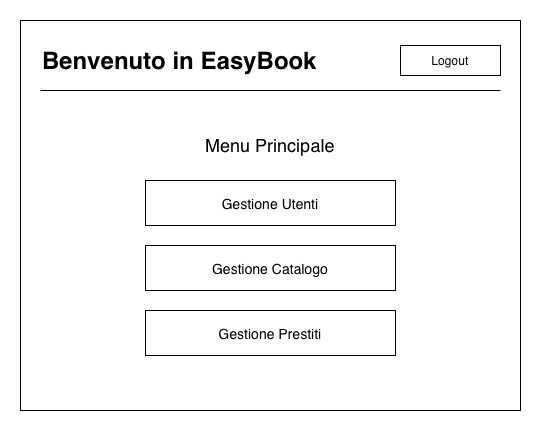 Benvenuto in EasyBook
Logout
Menu Principale
Gestione Utenti
Gestione Catalogo
Gestione Prestiti